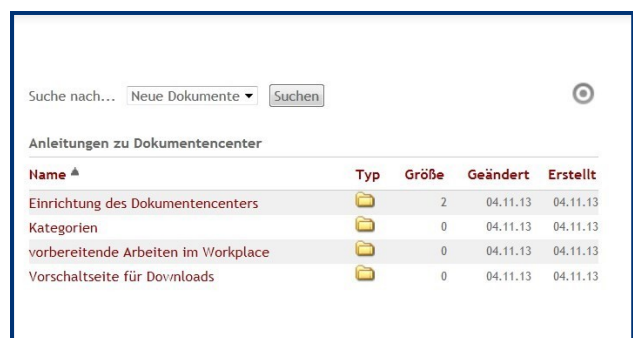 Suche nach... Neue Dokumente Suchen
Anleitungen zu Dokumentencenter
Name Typ Größe Geändert Erstellt
Einrichtung des Dokumentencenters 2 04.11.13 04.11.13
Kategorien 0 04.11.13 04.11.13
vorbereitende Arbeiten im Workplace 0 04.11.13 04.11.13
Vorschaltseite für Downloads 0 04.11.13 04.11.13